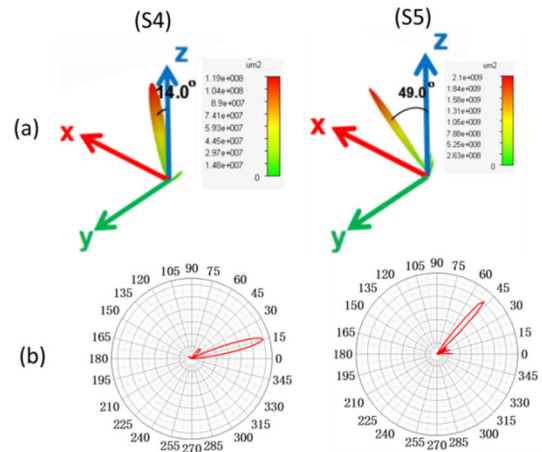 (S4)
(S5)
(a)
z
14.0°
x
y
um2
1.19e+008
1.04e+008
8.9e+007
7.41e+007
5.93e+007
4.45e+007
2.97e+007
1.48e+007
0
z
49.0°
x
y
um2
2.1e+009
1.84e+009
1.58e+009
1.31e+009
1.05e+009
7.88e+008
5.25e+008
2.63e+008
0
(b)
90
105 75
120 60
135 45
150 30
165 15
180 0
195 345
210 330
225 315
240 300
255 270 285
90
105 75
120 60
135 45
150 30
165 15
180 0
195 345
210 330
225 315
240 300
255 270 285